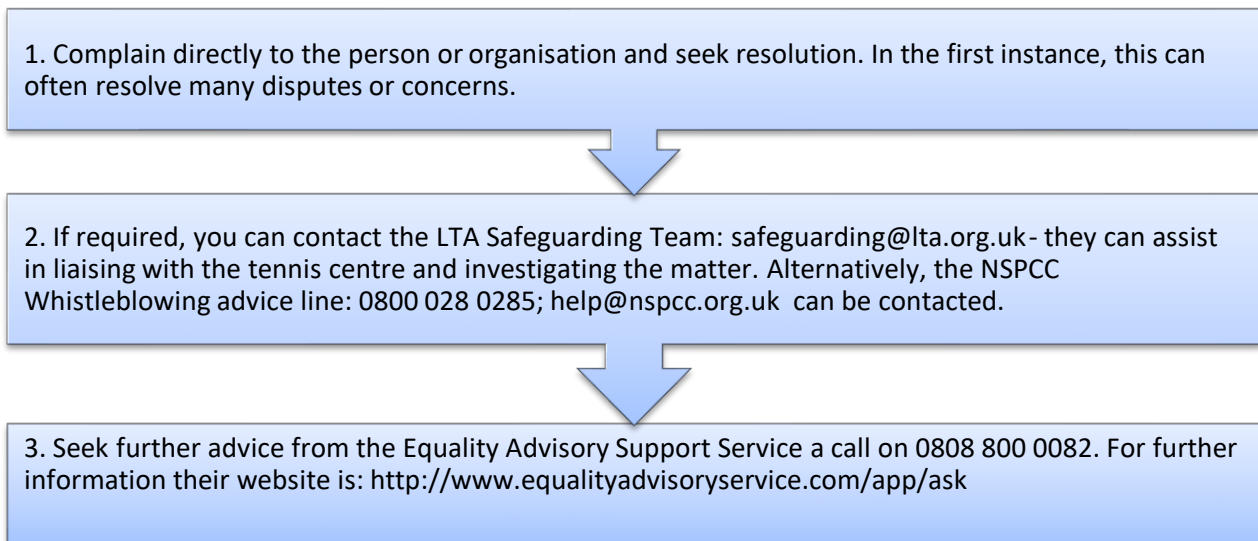 1. Complain directly to the person or organisation and seek resolution. In the first instance, this can
often resolve many disputes or concerns.
2. If required, you can contact the LTA Safeguarding Team: safeguarding@lta.org.uk - they can assist
in liaising with the tennis centre and investigating the matter. Alternatively, the NSPCC
Whistleblowing advice line: 0800 028 0285; help@nspcc.org.uk can be contacted.
3. Seek further advice from the Equality Advisory Support Service a call on 0808 800 0082. For further
information their website is: http://www.equalityadvisoryservice.com/app/ask